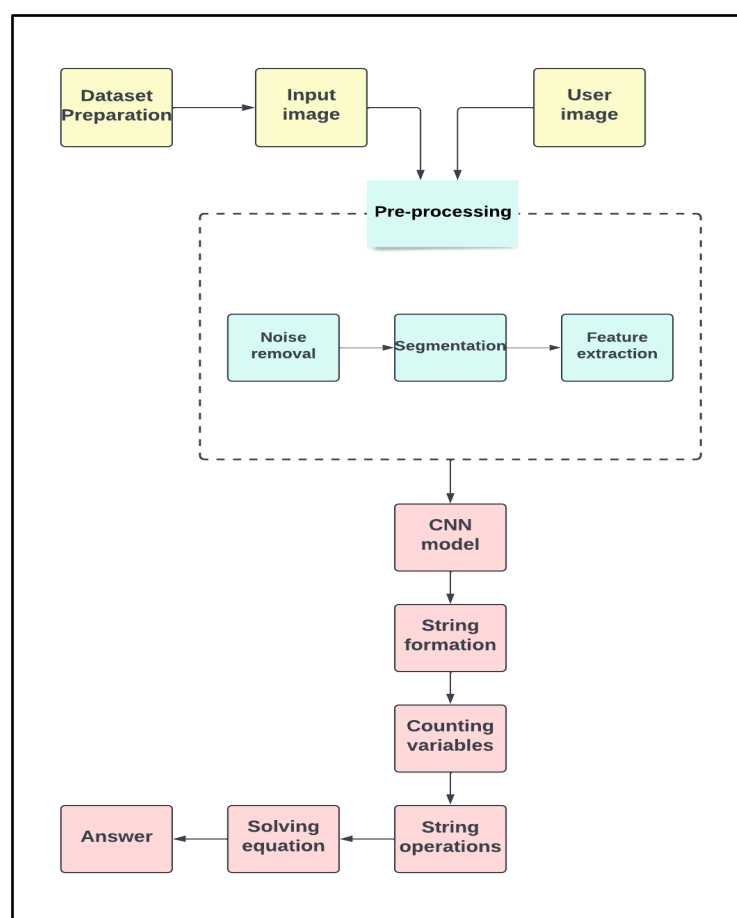 Dataset
Preparation
Input
image
User
image
Pre-processing
Noise
removal
Segmentation
Feature
extraction
CNN
model
String
formation
Counting
variables
Answer
Solving
equation
String
operations